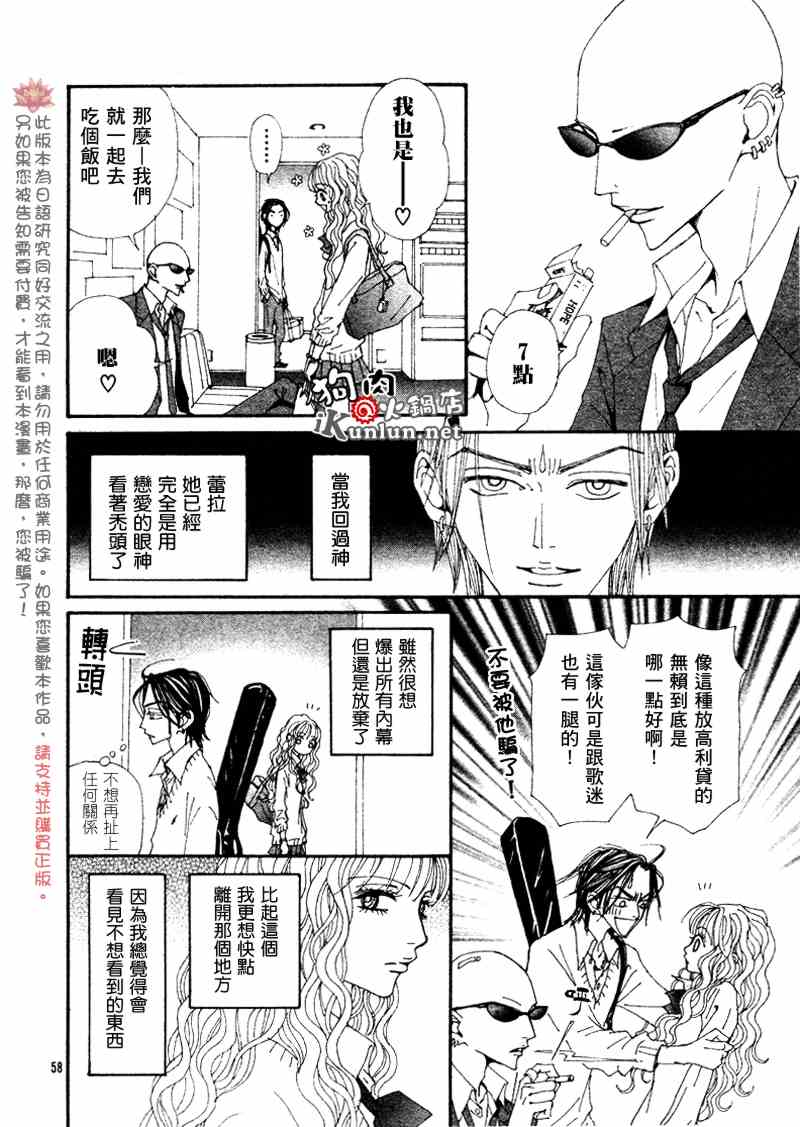 7點
HOPE
我也是——♡
……
那麼—我們
就一起去
吃個飯吧
嗯♡
狗肉火鍋店
iKunlun.net
當我回過神
蕾拉
她已經
完全是用
戀愛的眼神
看著禿頭了
像這種放高利貸的
無賴到底是
哪一點好啊！
這傢伙可是跟歌迷
也有一腿的！
不要被他騙了！
雖然很想
爆出所有內幕
但還是放棄了
轉頭
不想再扯上
任何關係
比起這個
我更想快點
離開那個地方
因為我總覺得會
看見不想看到的東西
58
此版本為日語研究同好交流之用，請勿用於任何商業用途。如果您喜歡本作品，請支持並購買正版。
只如果您被告知需要付費，才能看到本漫畫，那麼，您被騙了！